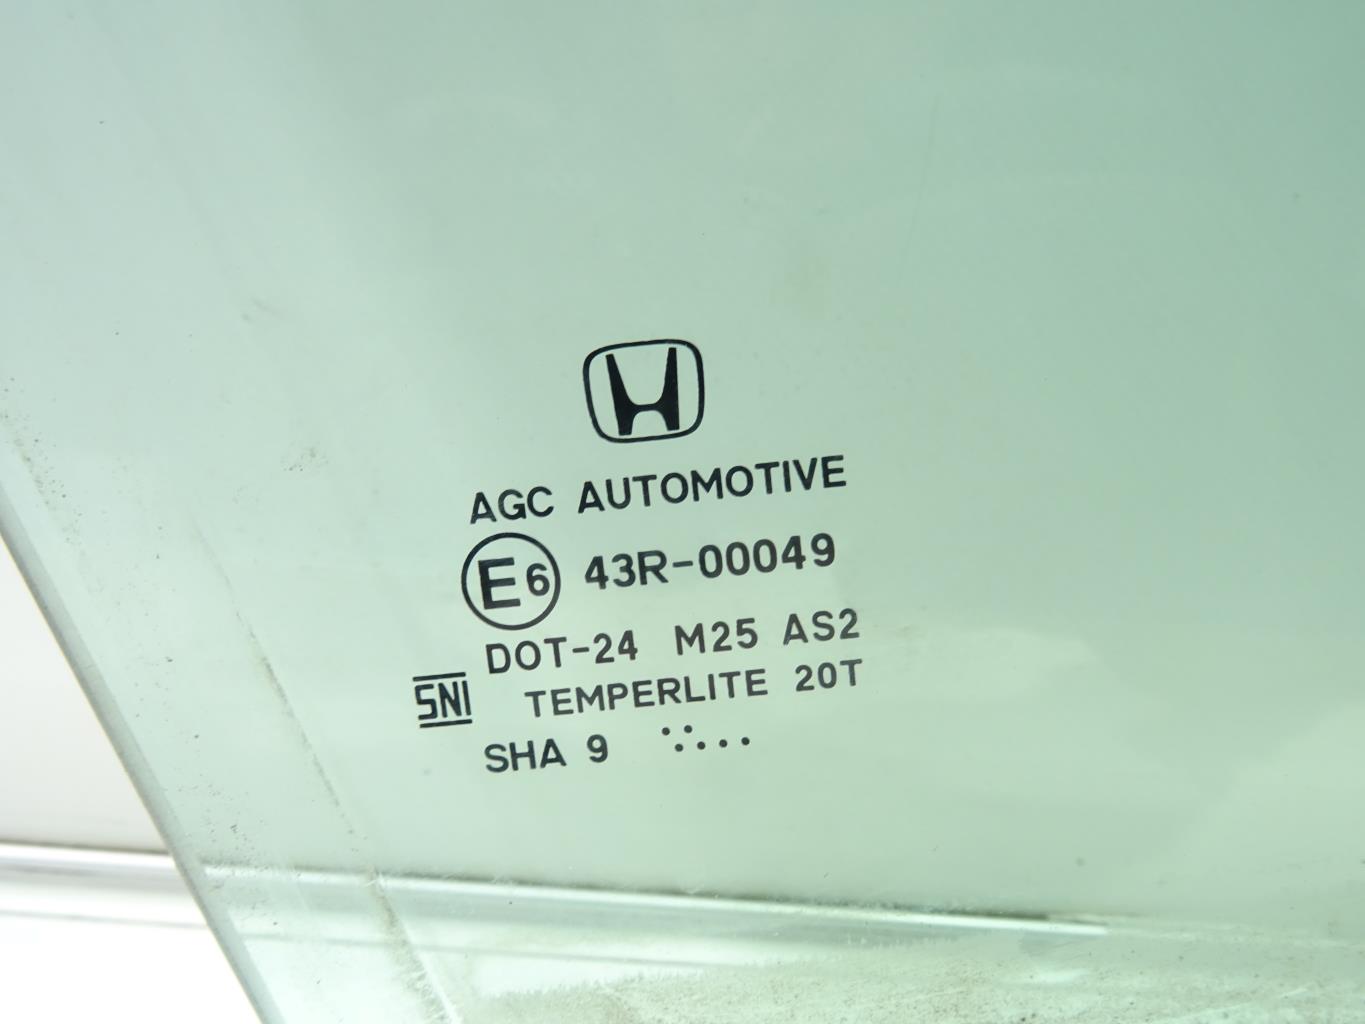 AGC AUTOMOTIVE
E6 43R-00049
DOT-24 M25 AS2
SNI TEMPERLITE 20T
SHA 9